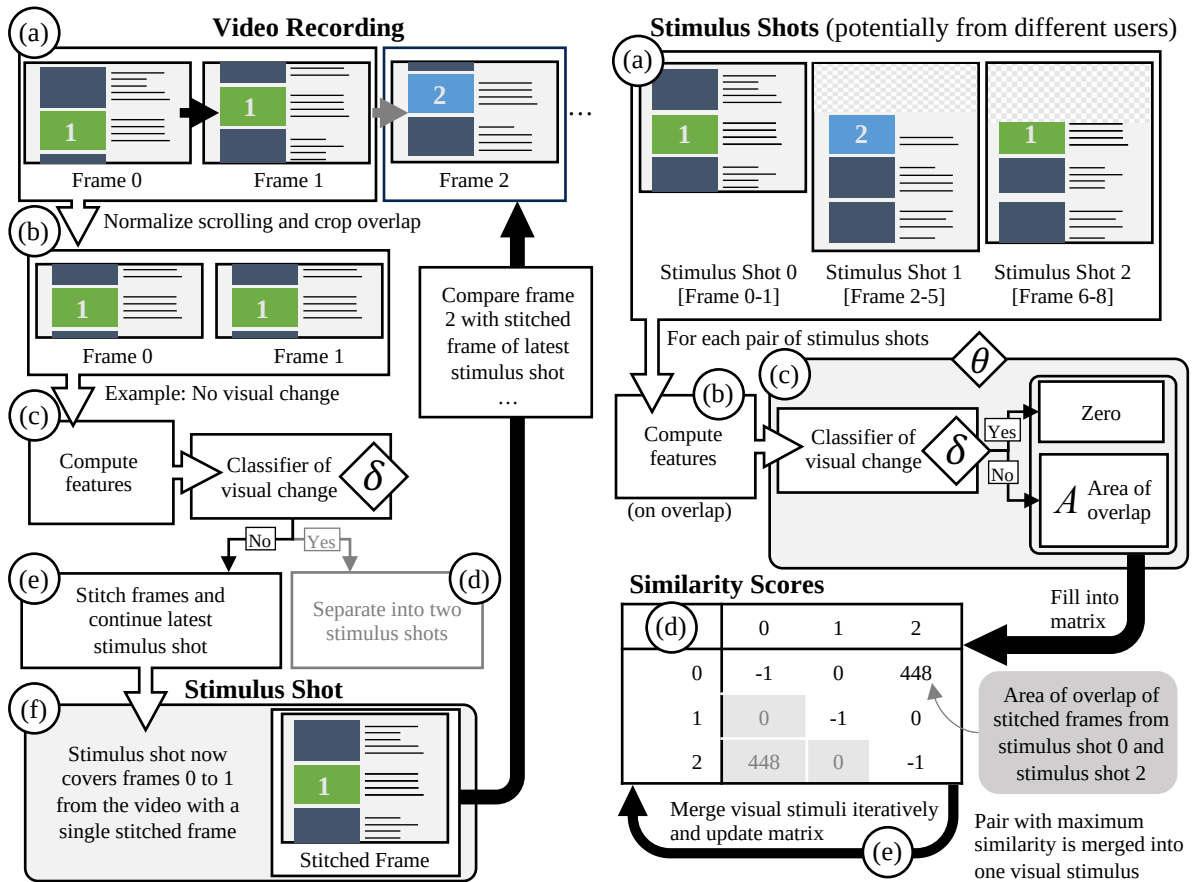 Video Recording
(a)
1
1
2
...
Frame 0
Frame 1
Frame 2
Normalize scrolling and crop overlap
(b)
1
1
Frame 0
Frame 1
Example: No visual change
(c)
Compute
features
Classifier of
visual change
δ
No
Yes
(e)
Stitch frames and
continue latest
stimulus shot
(d)
Separate into two
stimulus shots
Stimulus Shot
(f)
Stimulus shot now
covers frames 0 to 1
from the video with a
single stitched frame
1
Stitched Frame
Compare frame
2 with stitched
frame of latest
stimulus shot
...
Stimulus Shots (potentially from different users)
(a)
1
2
1
Stimulus Shot 0
[Frame 0-1]
Stimulus Shot 1
[Frame 2-5]
Stimulus Shot 2
[Frame 6-8]
For each pair of stimulus shots
(b)
Compute
features
(on overlap)
(c)
θ
Classifier of
visual change
δ
Yes
No
Zero
A Area of
overlap
Fill into
matrix
Similarity Scores
(d)
0 1 2
0 -1 0 448
1 0 -1 0
2 448 0 -1
Area of overlap of
stitched frames from
stimulus shot 0 and
stimulus shot 2
Merge visual stimuli iteratively
and update matrix
(e)
Pair with maximum
similarity is merged into
one visual stimulus